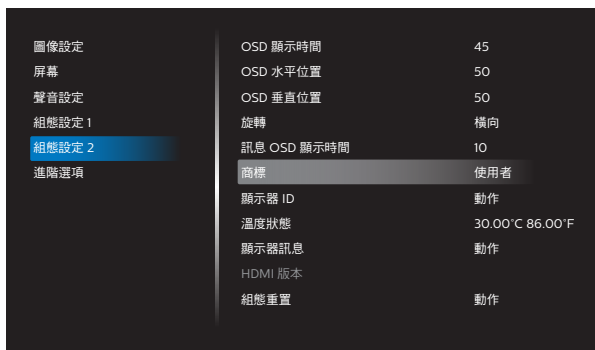 圖像設定
屏幕
聲音設定
組態設定 1
組態設定 2
進階選項
OSD 顯示時間 45
OSD 水平位置 50
OSD 垂直位置 50
旋轉 橫向
訊息 OSD 顯示時間 10
商標 使用者
顯示器 ID 動作
溫度狀態 30.00°C 86.00°F
顯示器訊息 動作
HDMI 版本
組態重置 動作